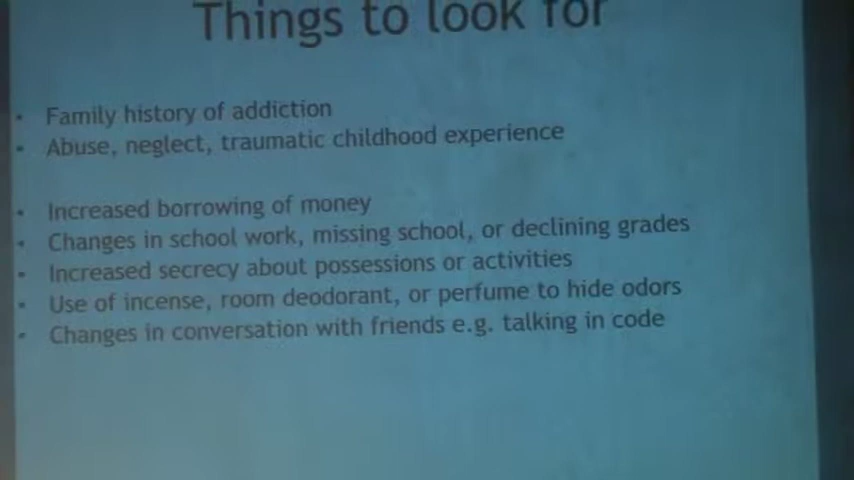 Things to look for
• Family history of addiction
• Abuse, neglect, traumatic childhood experience
• Increased borrowing of money
• Changes in school work, missing school, or declining grades
• Increased secrecy about possessions or activities
• Use of incense, room deodorant, or perfume to hide odors
• Changes in conversation with friends e.g. talking in code